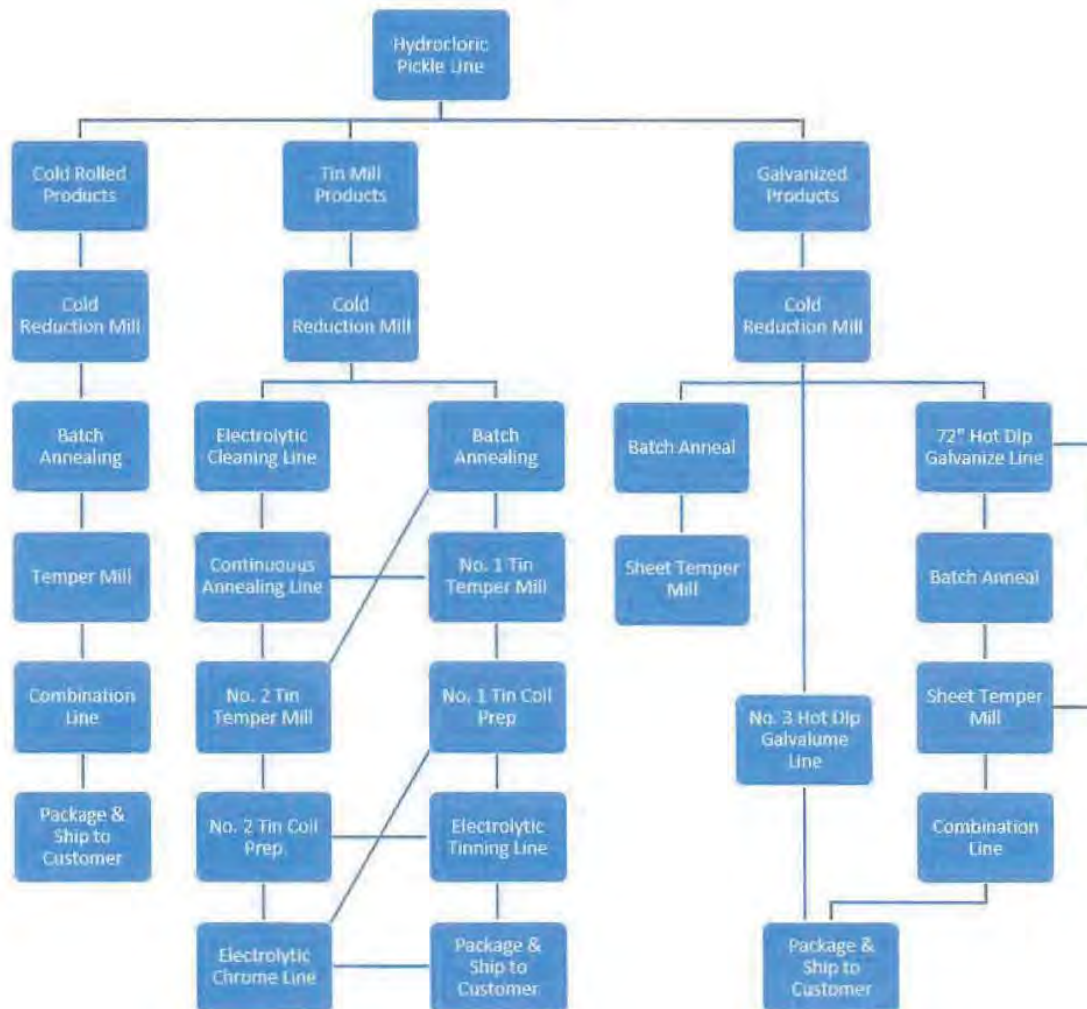 Hydrocloric
Pickle Line
Cold Rolled
Products
Tin Mill
Products
Galvanized
Products
Cold
Reduction Mill
Cold
Reduction Mill
Cold
Reduction Mill
Batch
Annealing
Electrolytic
Cleaning Line
Batch
Annealing
Batch Anneal
72" Hot Dip
Galvanize Line
Temper Mill
Continuous
Annealing Line
No. 1 Tin
Temper Mill
Sheet Temper
Mill
Batch Anneal
Combination
Line
No. 2 Tin
Temper Mill
No. 1 Tin Coil
Prep
No. 3 Hot Dip
Galvalume
Line
Sheet Temper
Mill
Package &
Ship to
Customer
No. 2 Tin Coil
Prep
Electrolytic
Tinning Line
Combination
Line
Electrolytic
Chrome Line
Package &
Ship to
Customer
Package &
Ship to
Customer